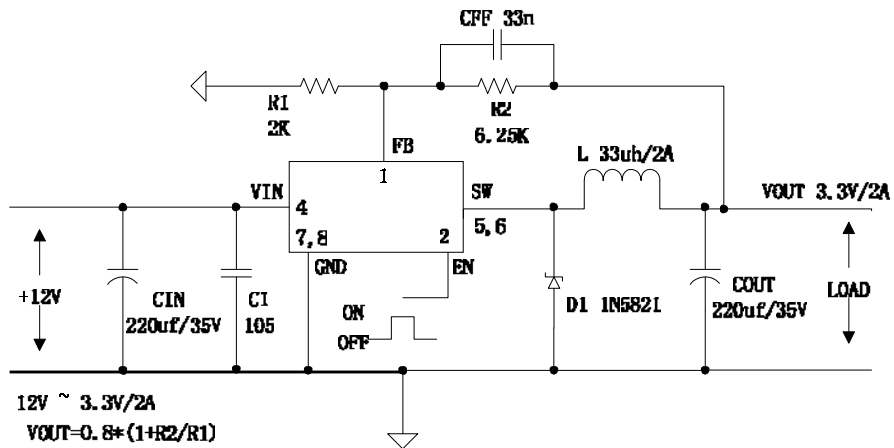 CFF 33n
R1
2K
R2
6.25K
FB
1
L 33uh/2A
VIN
4
SW
5,6
VOUT 3.3V/2A
7,8
2
GND
EN
+12V
CIN
220uf/35V
C1
105
ON
OFF
D1 1N5821
COUT
220uf/35V
LOAD
12V ~ 3.3V/2A
VOUT=0.8*(1+R2/R1)